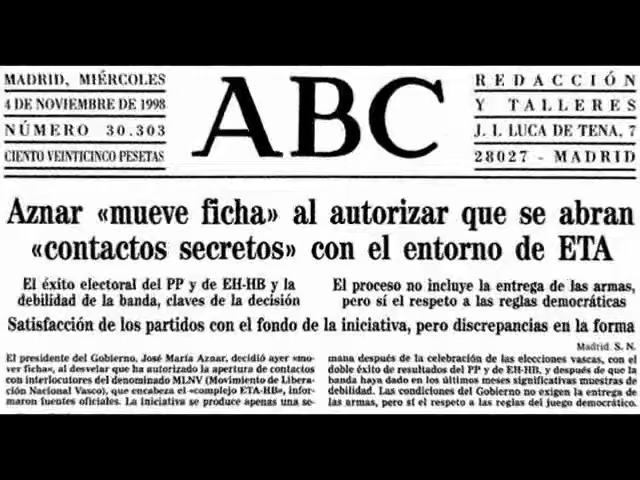 MADRID, MIÉRCOLES
4 DE NOVIEMBRE DE 1998
NÚMERO 30.303
CIENTO VEINTICINCO PESETAS
ABC
REDACCIÓN
Y TALLERES
J. I. LUCA DE TENA, 7
28027 - MADRID
Aznar «mueve ficha» al autorizar que se abran
«contactos secretos» con el entorno de ETA
El éxito electoral del PP y de EH-HB y la
debilidad de la banda, claves de la decisión
El proceso no incluye la entrega de las armas,
pero sí el respeto a las reglas democráticas
Satisfacción de los partidos con el fondo de la iniciativa, pero discrepancias en la forma
Madrid. S. N.
El presidente del Gobierno, José María Aznar, decidió ayer «mo-
ver ficha», al desvelar que ha autorizado la apertura de contactos
con interlocutores del denominado MLNV (Movimiento de Libera-
ción Nacional Vasco), que encabeza el «complejo ETA-HB», infor-
maron fuentes oficiales. La iniciativa se produce apenas una se-
mana después de la celebración de las elecciones vascas, con el
doble éxito de resultados del PP y de EH-HB, y después de que la
banda haya dado en los últimos meses significativas muestras de
debilidad. Las condiciones del Gobierno no exigen la entrega de
las armas, pero sí el respeto a las reglas del juego democrático.